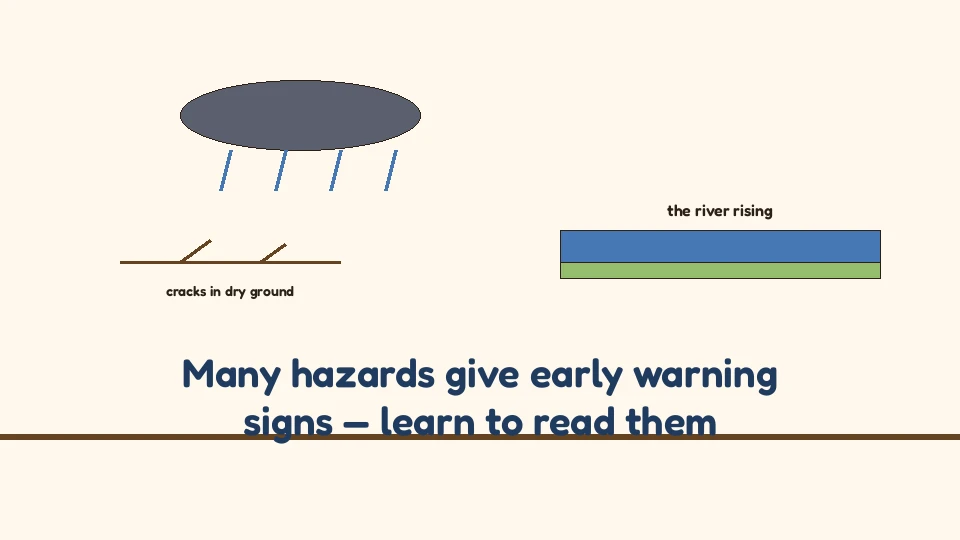 the river rising
cracks in dry ground
Many hazards give early warning
signs — learn to read them